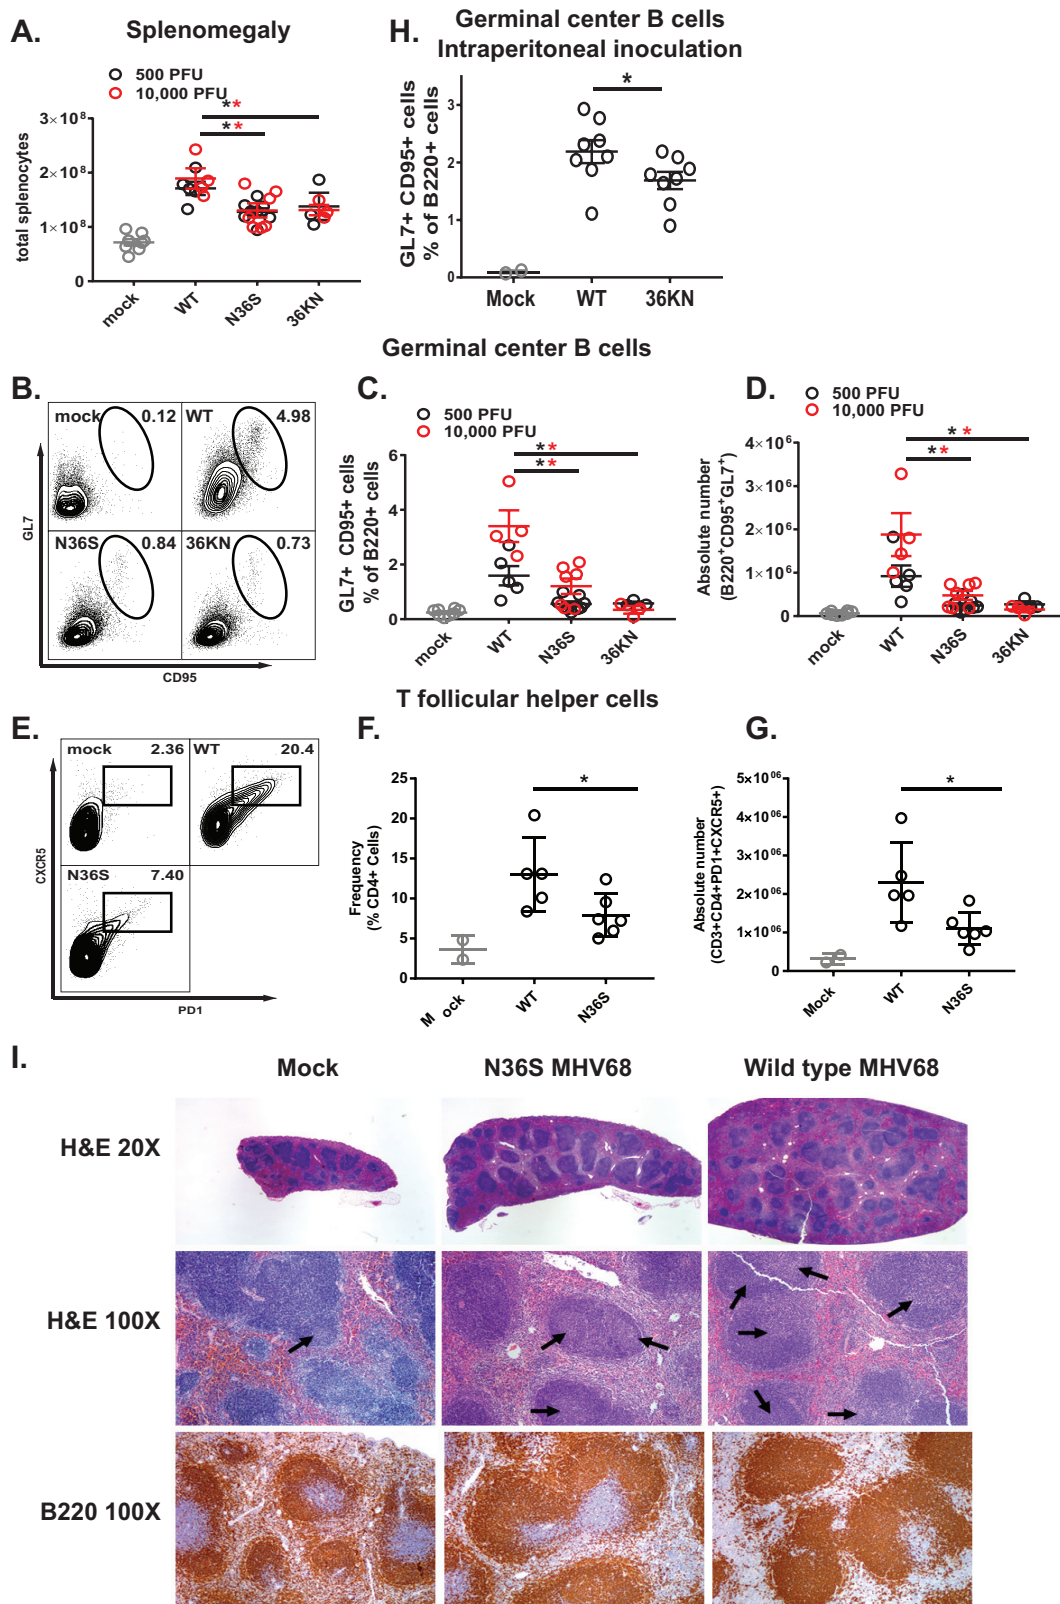 A.
Splenomegaly
500 PFU
10,000 PFU
* *
* *
total splenocytes
3×10⁸
2×10⁸
1×10⁸
0
mock
WT
N36S
36KN
H.
Germinal center B cells
Intraperitoneal inoculation
*
GL7+ CD95+ cells
% of B220+ cells
3
2
1
0
Mock
WT
36KN
Germinal center B cells
B.
mock 0.12
WT 4.98
N36S 0.84
36KN 0.73
GL7
CD95
C.
500 PFU
10,000 PFU
* *
* *
GL7+ CD95+ cells
% of B220+ cells
6
4
2
0
mock
WT
N36S
36KN
D.
500 PFU
10,000 PFU
* *
* *
Absolute number
(B220⁺CD95⁺GL7⁺)
4×10⁶
3×10⁶
2×10⁶
1×10⁶
0
mock
WT
N36S
36KN
T follicular helper cells
E.
mock 2.36
WT 20.4
N36S 7.40
CXCR5
PD1
F.
*
Frequency
(% CD4+ Cells)
25
20
15
10
5
0
M ock
WT
N36S
G.
*
Absolute number
(CD3+CD4+PD1+CXCR5+)
5×10⁰⁶
4×10⁰⁶
3×10⁰⁶
2×10⁰⁶
1×10⁰⁶
0
Mock
WT
N36S
I.
Mock
N36S MHV68
Wild type MHV68
H&E 20X
H&E 100X
B220 100X